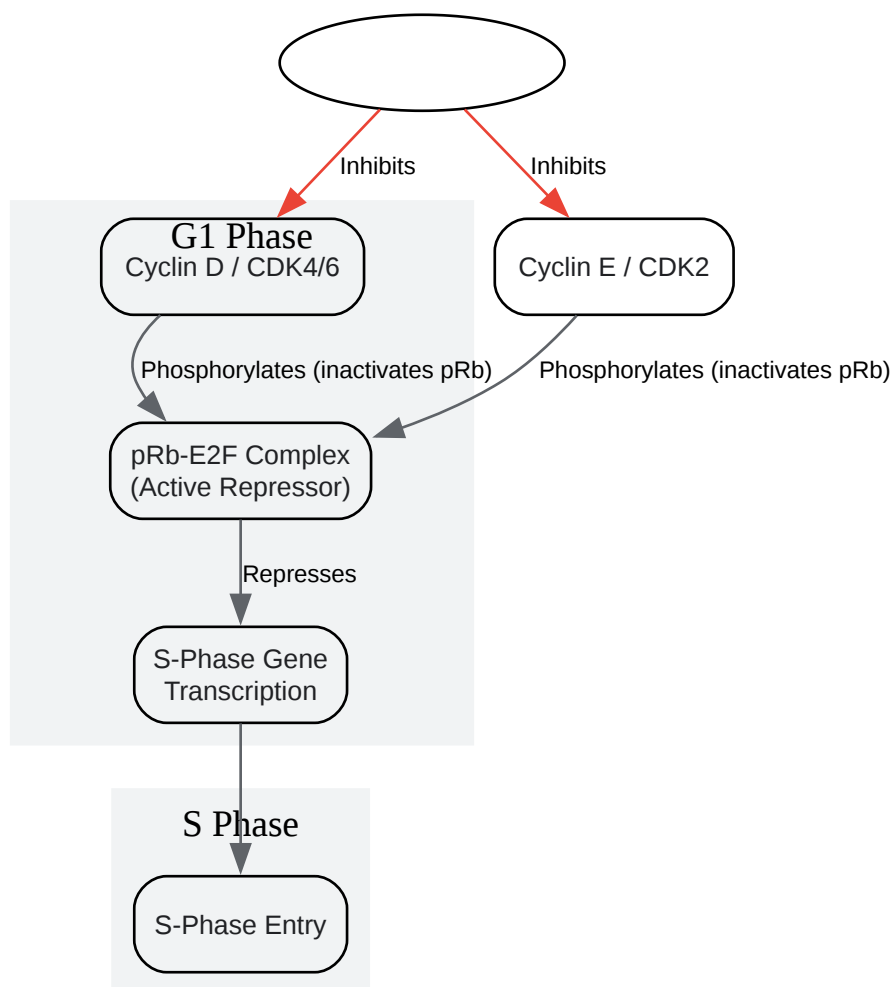 Inhibits
Inhibits
G1 Phase
Cyclin D / CDK4/6
Cyclin E / CDK2
Phosphorylates (inactivates pRb)
Phosphorylates (inactivates pRb)
pRb-E2F Complex
(Active Repressor)
Represses
S-Phase Gene
Transcription
S Phase
S-Phase Entry